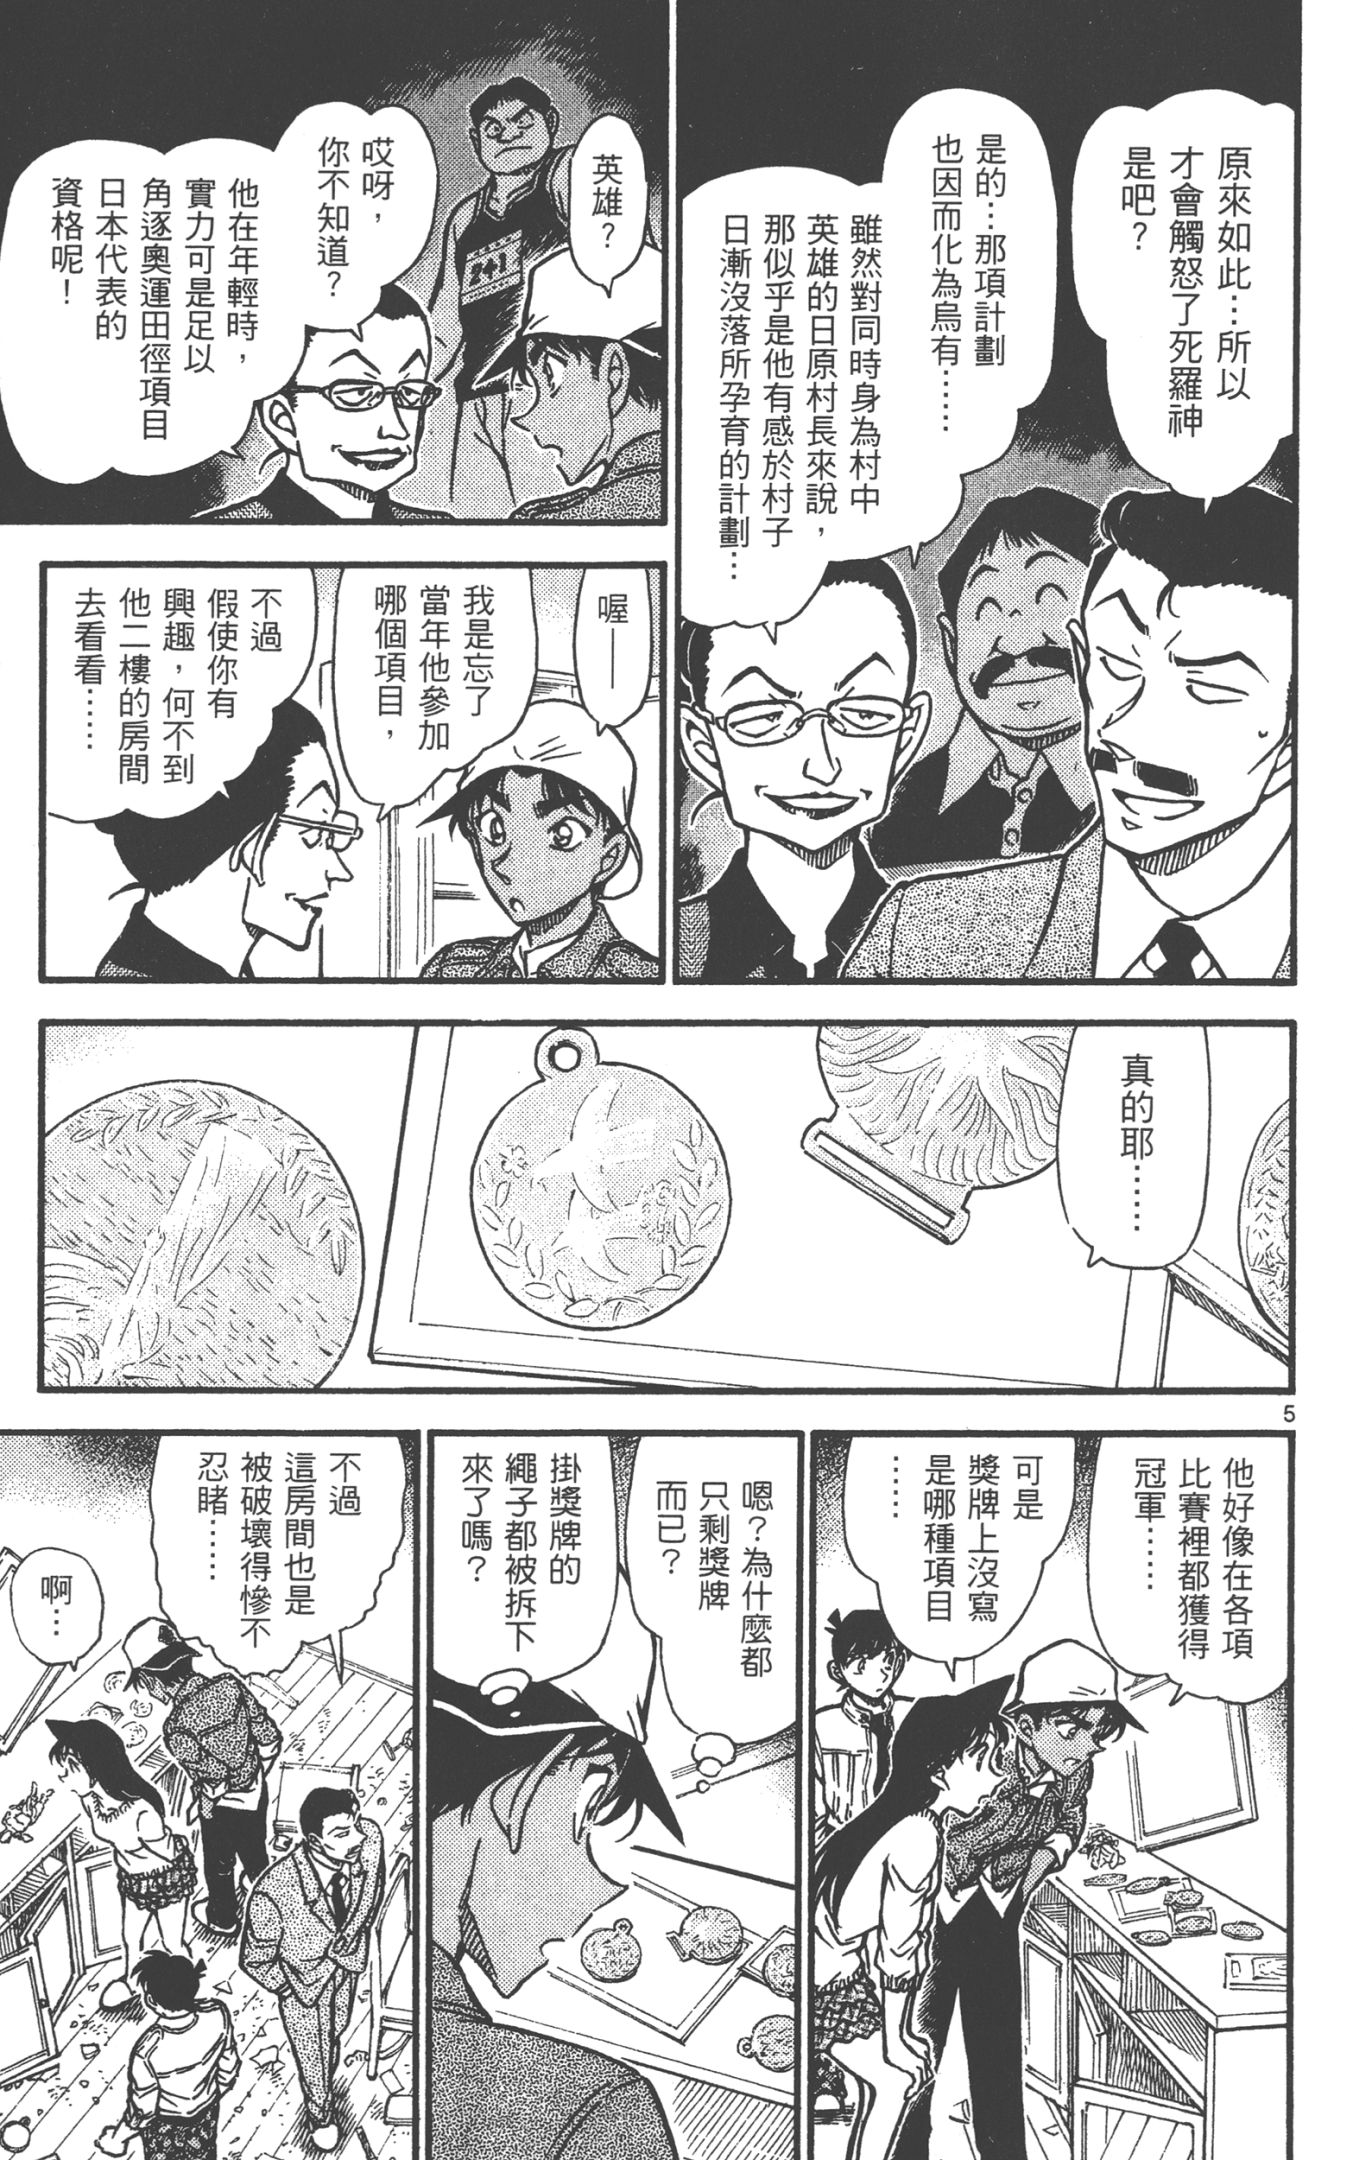 原來如此…所以
才會觸怒了死羅神
是吧？
是的…那項計劃
也因而化為烏有……
雖然對同時身為村中
英雄的日原村長來說，
那似乎是他有感於村子
日漸沒落所孕育的計劃…
英雄？
哎呀，
你不知道？
他在年輕時，
實力可是足以
角逐奧運田徑項目
日本代表的
資格呢！
241
喔——
我是忘了
當年他參加
哪個項目，
不過
假使你有
興趣，何不到
他二樓的房間
去看看……
真的耶……
5
他好像在各項
比賽裡都獲得
冠軍……
可是
獎牌上沒寫
是哪種項目
……
嗯？為什麼都
只剩獎牌
而已？
掛獎牌的
繩子都被拆下
來了嗎？
不過
這房間也是
被破壞得慘不
忍睹……
啊…